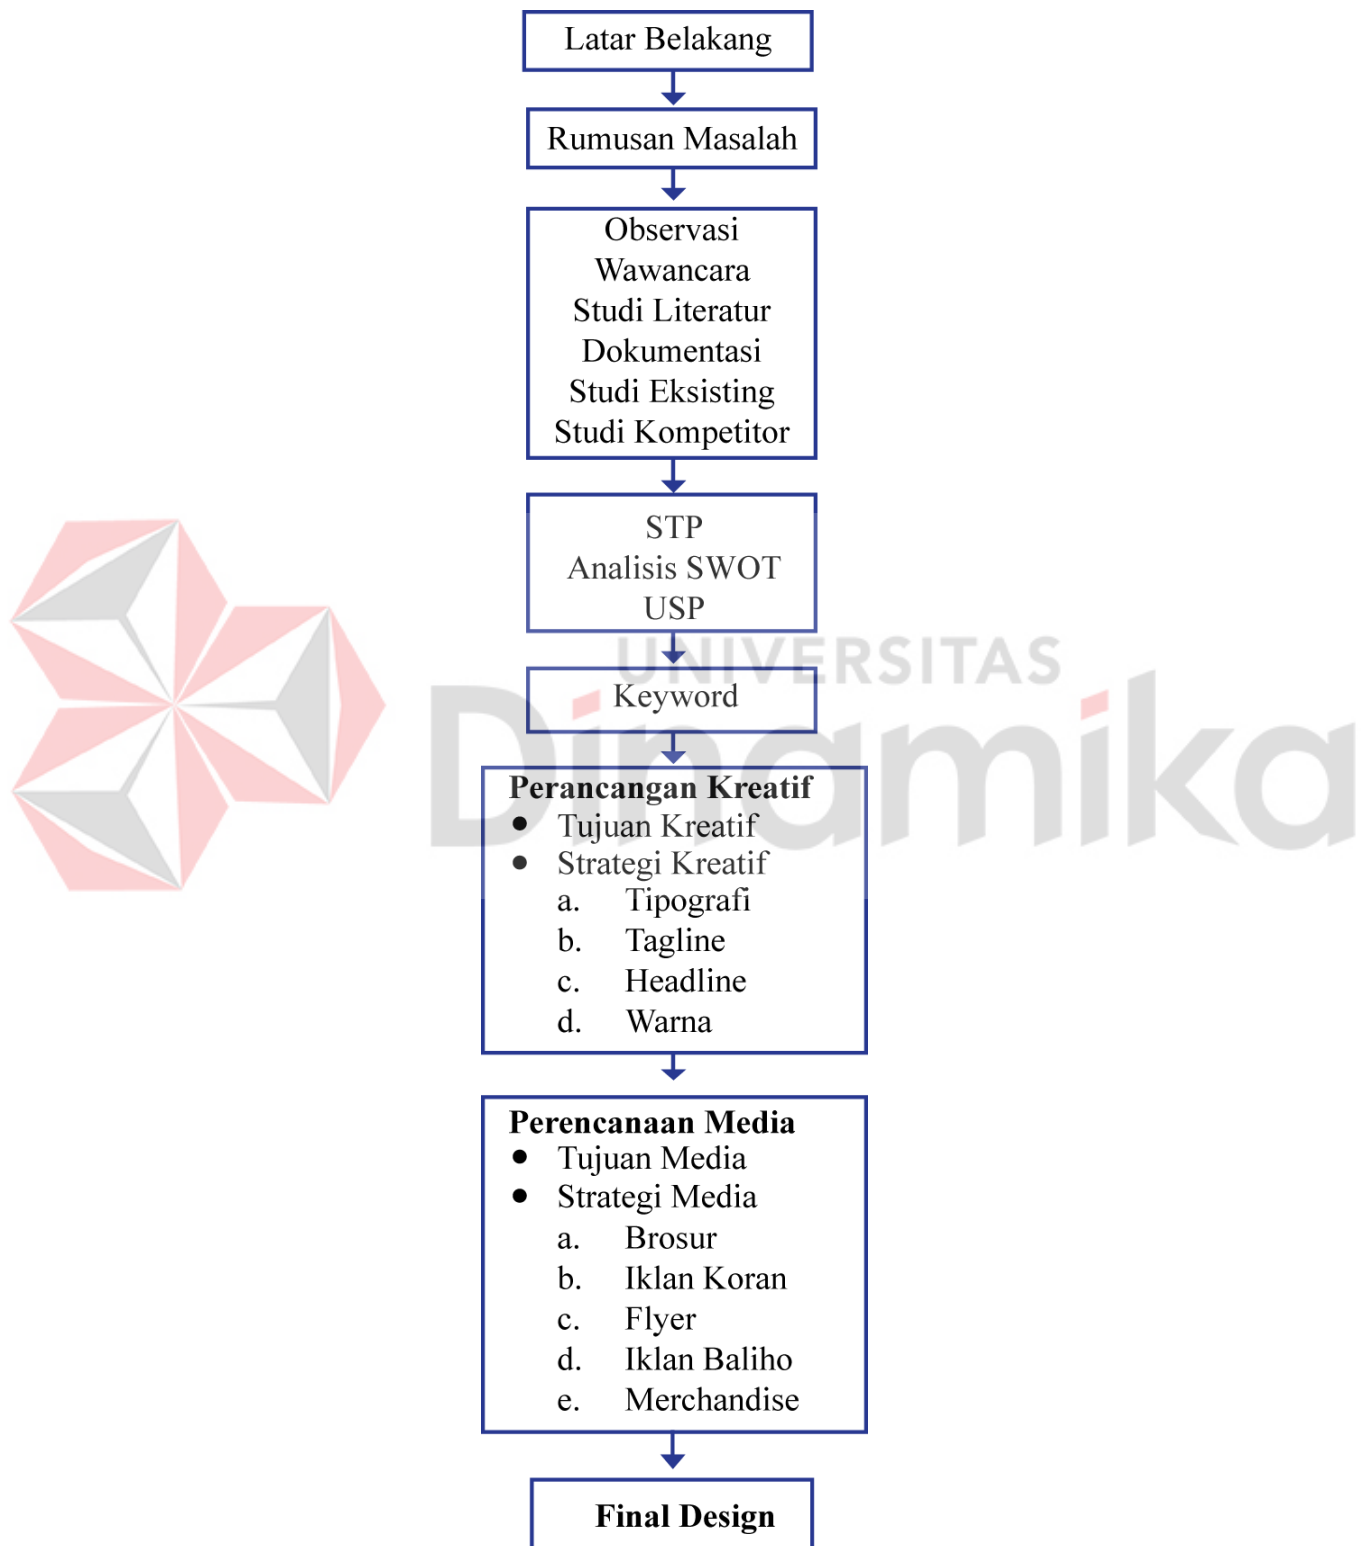 Latar Belakang
Rumusan Masalah
Observasi
Wawancara
Studi Literatur
Dokumentasi
Studi Eksisting
Studi Kompetitor
STP
Analisis SWOT
USP
UNIVERSITAS
Dinamika
Keyword
Perancangan Kreatif
● Tujuan Kreatif
● Strategi Kreatif
a. Tipografi
b. Tagline
c. Headline
d. Warna
Perencanaan Media
● Tujuan Media
● Strategi Media
a. Brosur
b. Iklan Koran
c. Flyer
d. Iklan Baliho
e. Merchandise
Final Design